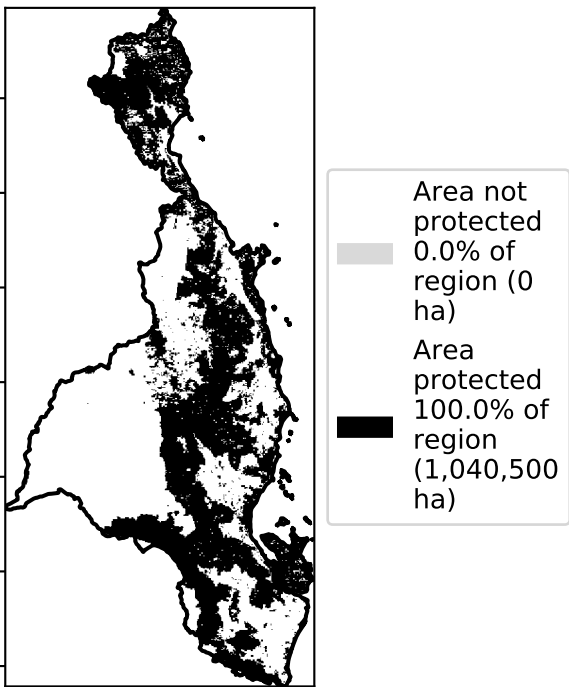 Area not
protected
0.0% of
region (0
ha)
Area
protected
100.0% of
region
(1,040,500
ha)